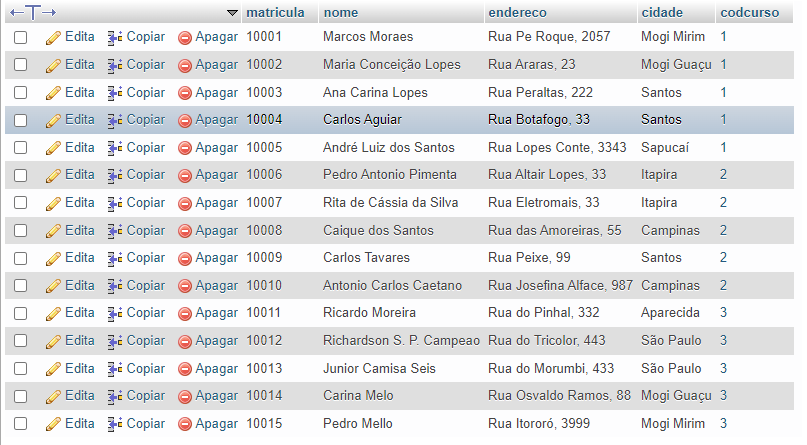 matricula nome endereco cidade codcurso
Edita Copiar Apagar 10001 Marcos Moraes Rua Pe Roque, 2057 Mogi Mirim 1
Edita Copiar Apagar 10002 Maria Conceição Lopes Rua Araras, 23 Mogi Guaçu 1
Edita Copiar Apagar 10003 Ana Carina Lopes Rua Peraltas, 222 Santos 1
Edita Copiar Apagar 10004 Carlos Aguiar Rua Botafogo, 33 Santos 1
Edita Copiar Apagar 10005 André Luiz dos Santos Rua Lopes Conte, 3343 Sapucaí 1
Edita Copiar Apagar 10006 Pedro Antonio Pimenta Rua Altair Lopes, 33 Itapira 2
Edita Copiar Apagar 10007 Rita de Cássia da Silva Rua Eletromais, 33 Itapira 2
Edita Copiar Apagar 10008 Caique dos Santos Rua das Amoreiras, 55 Campinas 2
Edita Copiar Apagar 10009 Carlos Tavares Rua Peixe, 99 Santos 2
Edita Copiar Apagar 10010 Antonio Carlos Caetano Rua Josefina Alface, 987 Campinas 2
Edita Copiar Apagar 10011 Ricardo Moreira Rua do Pinhal, 332 Aparecida 3
Edita Copiar Apagar 10012 Richardson S. P. Campeao Rua do Tricolor, 443 São Paulo 3
Edita Copiar Apagar 10013 Junior Camisa Seis Rua do Morumbi, 433 São Paulo 3
Edita Copiar Apagar 10014 Carina Melo Rua Osvaldo Ramos, 88 Mogi Guaçu 3
Edita Copiar Apagar 10015 Pedro Mello Rua Itororó, 3999 Mogi Mirim 3